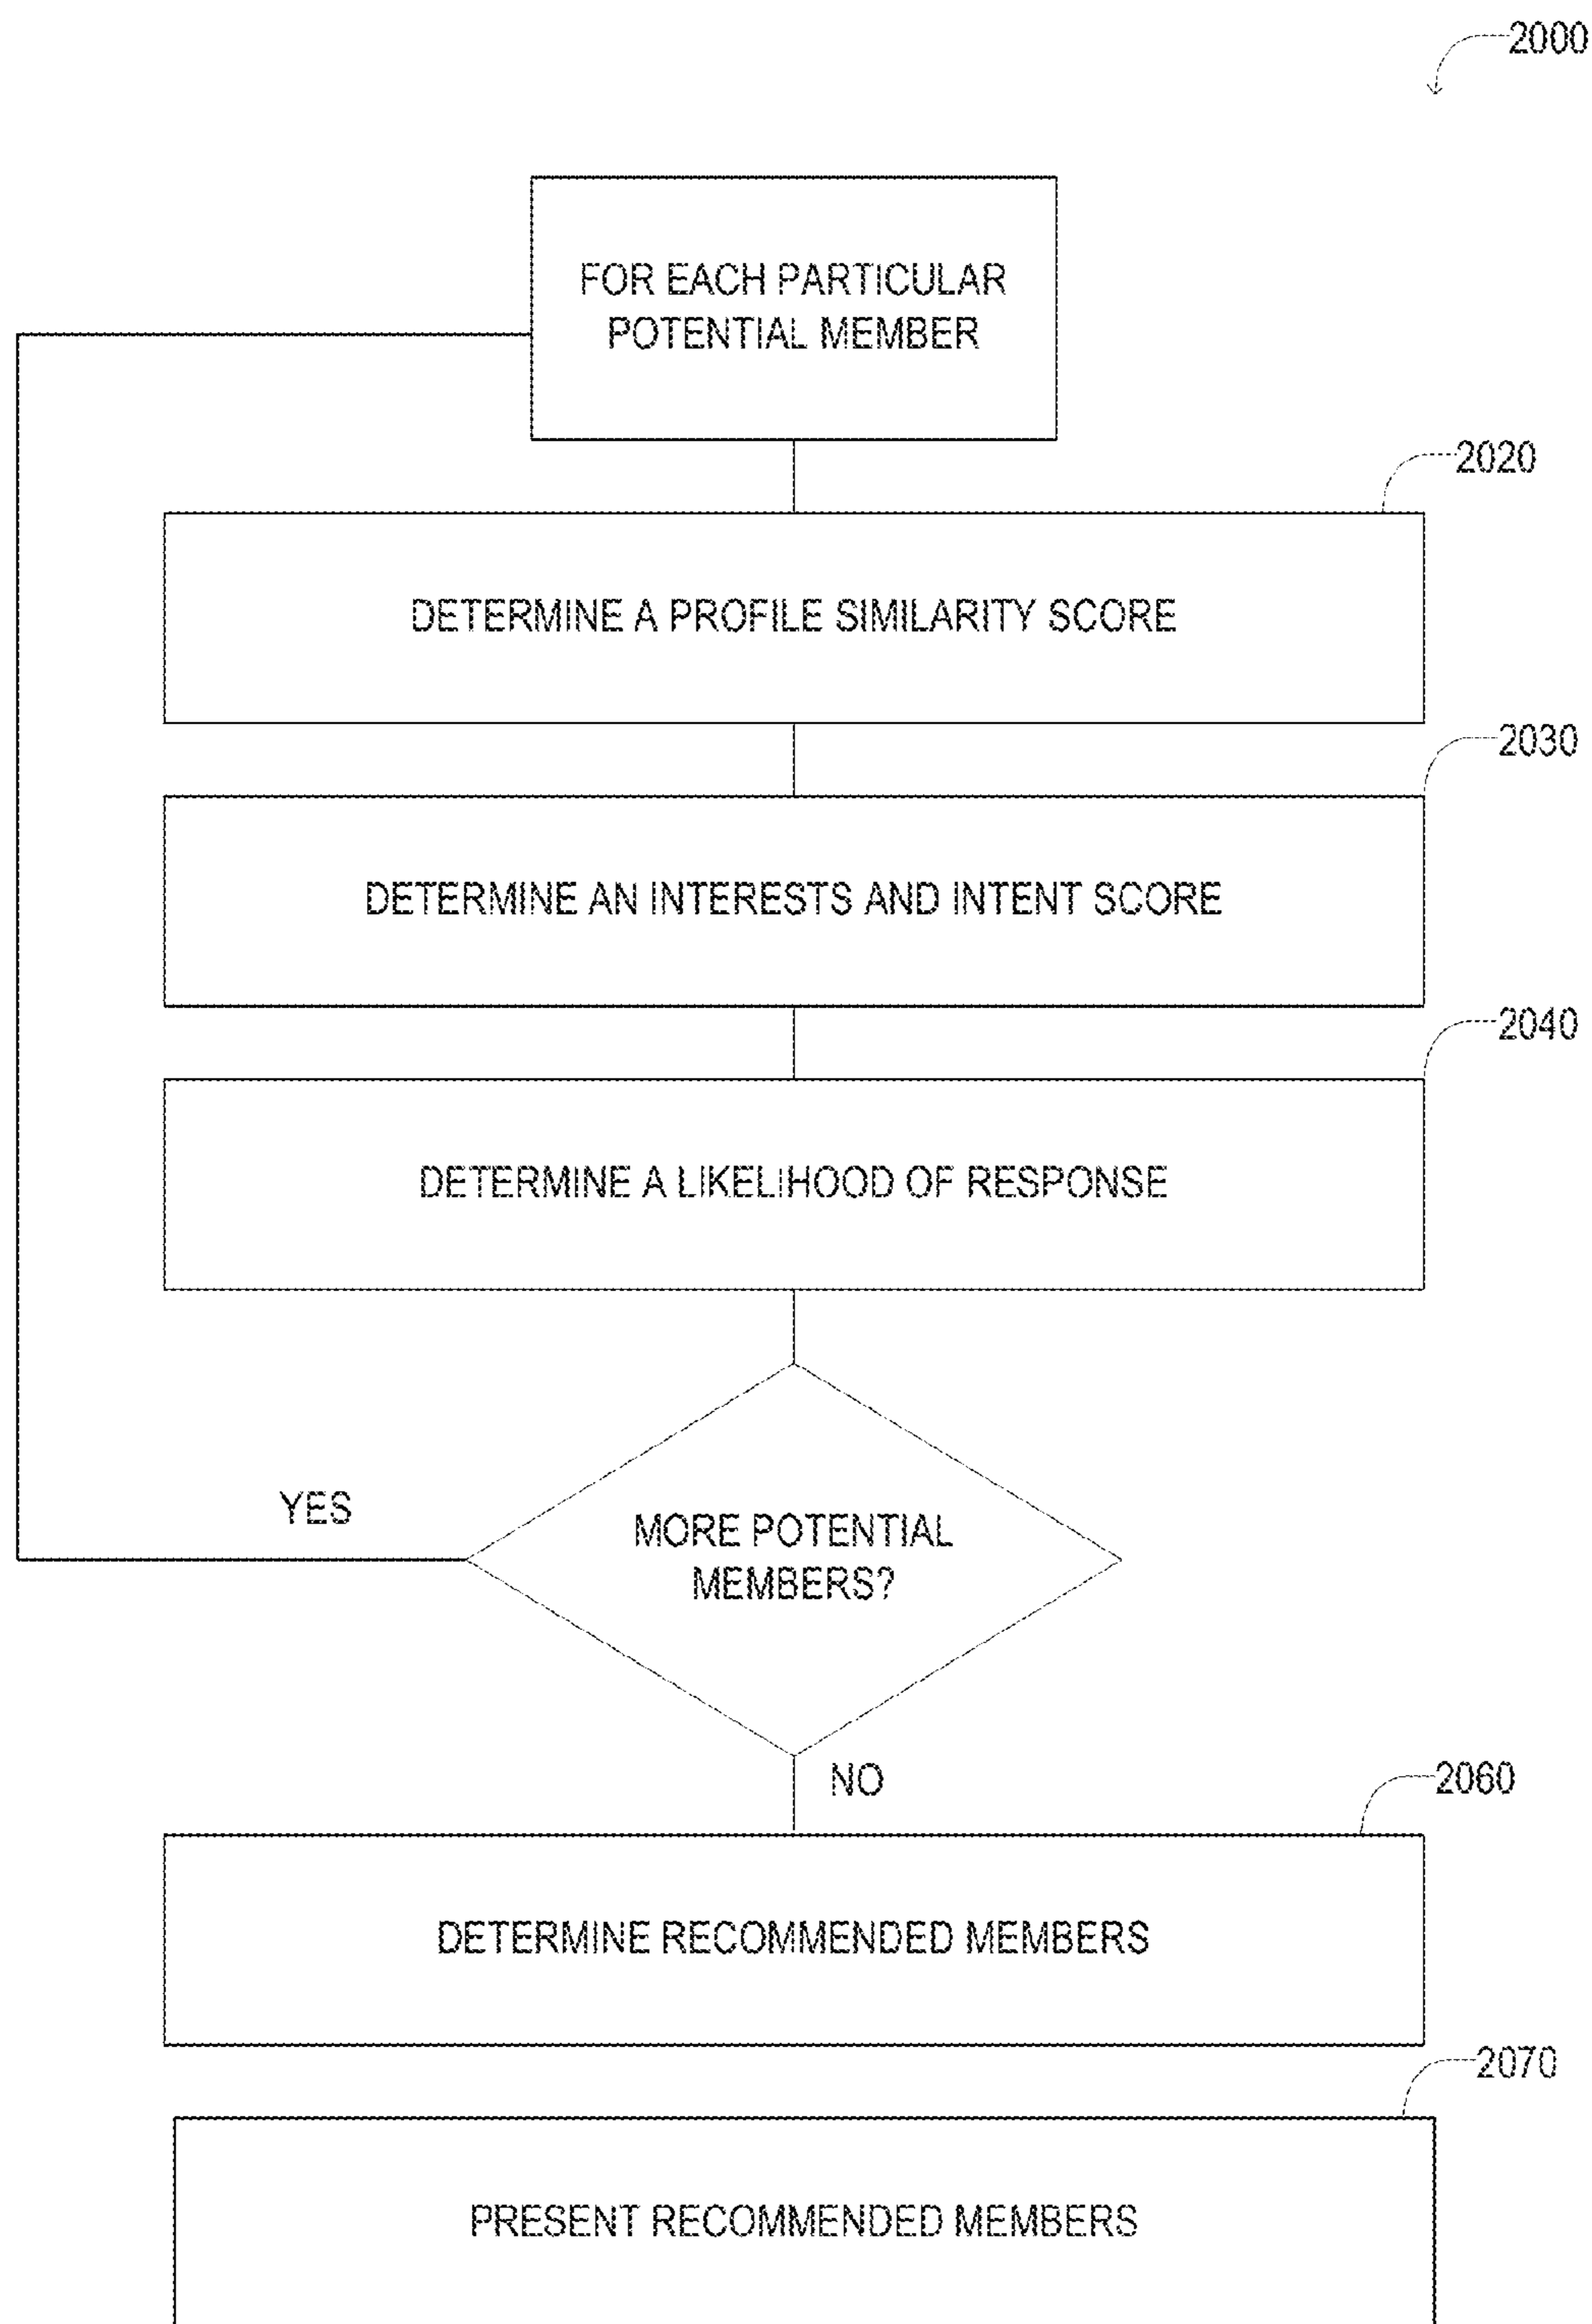 2000
FOR EACH PARTICULAR
POTENTIAL MEMBER
2020
DETERMINE A PROFILE SIMILARITY SCORE
2030
DETERMINE AN INTERESTS AND INTENT SCORE
2040
DETERMINE A LIKELIHOOD OF RESPONSE
YES
MORE POTENTIAL
MEMBERS?
NO
2060
DETERMINE RECOMMENDED MEMBERS
2070
PRESENT RECOMMENDED MEMBERS